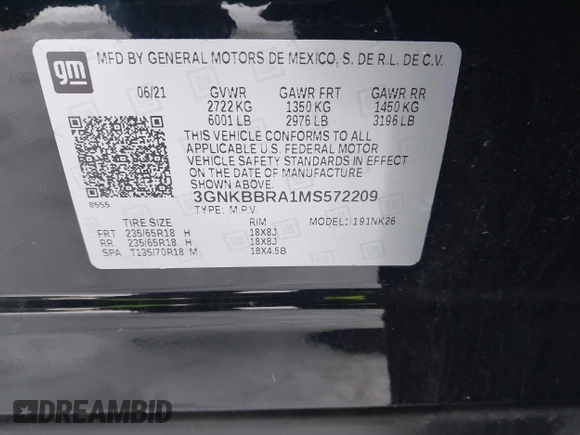 gm
MFD BY GENERAL MOTORS DE MEXICO, S. DE R.L. DE C.V.
06/21 GVWR GAWR FRT GAWR RR
2722 KG 1350 KG 1450 KG
6001 LB 2976 LB 3196 LB
THIS VEHICLE CONFORMS TO ALL
APPLICABLE U.S. FEDERAL MOTOR
VEHICLE SAFETY STANDARDS IN EFFECT
ON THE DATE OF MANUFACTURE
SHOWN ABOVE.
3GNKBBRA1MS572209
8555
TYPE: M.P.V. MODEL: 191NK26
TIRE SIZE RIM
FRT 235/65R18 H 18X8J
RR 235/65R18 H 18X8J
SPA T135/70R18 M 18X4.5B
DREAMBID